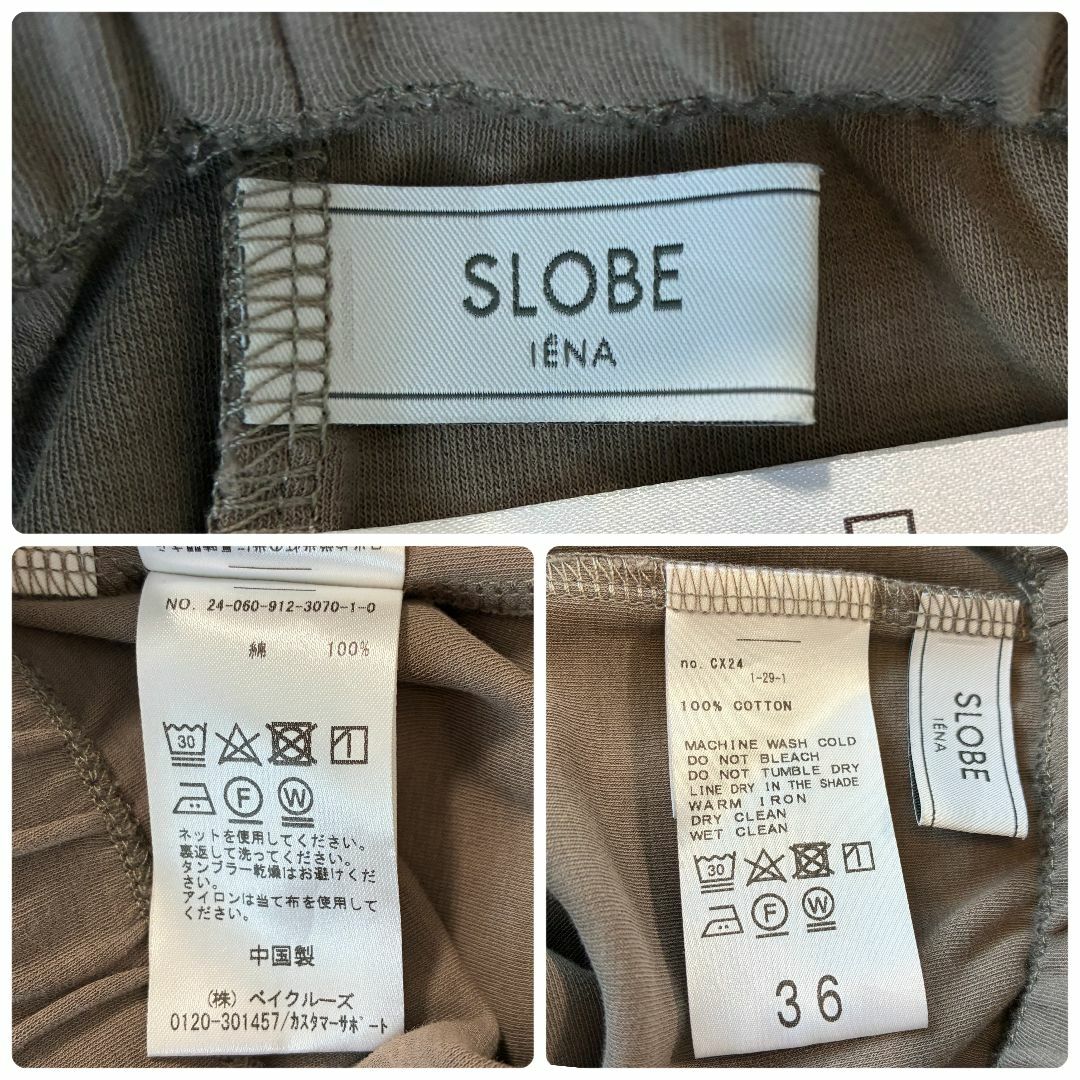 SLOBE
IÉNA
NO. 24-060-912-3070-1-0
綿 100%
30
F
W
ネットを使用してください。
裏返して洗ってください。
タンブラー乾燥はお避けくだ
さい。
アイロンは当て布を使用して
ください。
中国製
(株) ベイクルーズ
0120-301457/カスタマーサポート
no. CX24
1-29-1
100% COTTON
MACHINE WASH COLD
DO NOT BLEACH
DO NOT TUMBLE DRY
LINE DRY IN THE SHADE
WARM IRON
DRY CLEAN
WET CLEAN
30
F
W
36
SLOBE
IÉNA